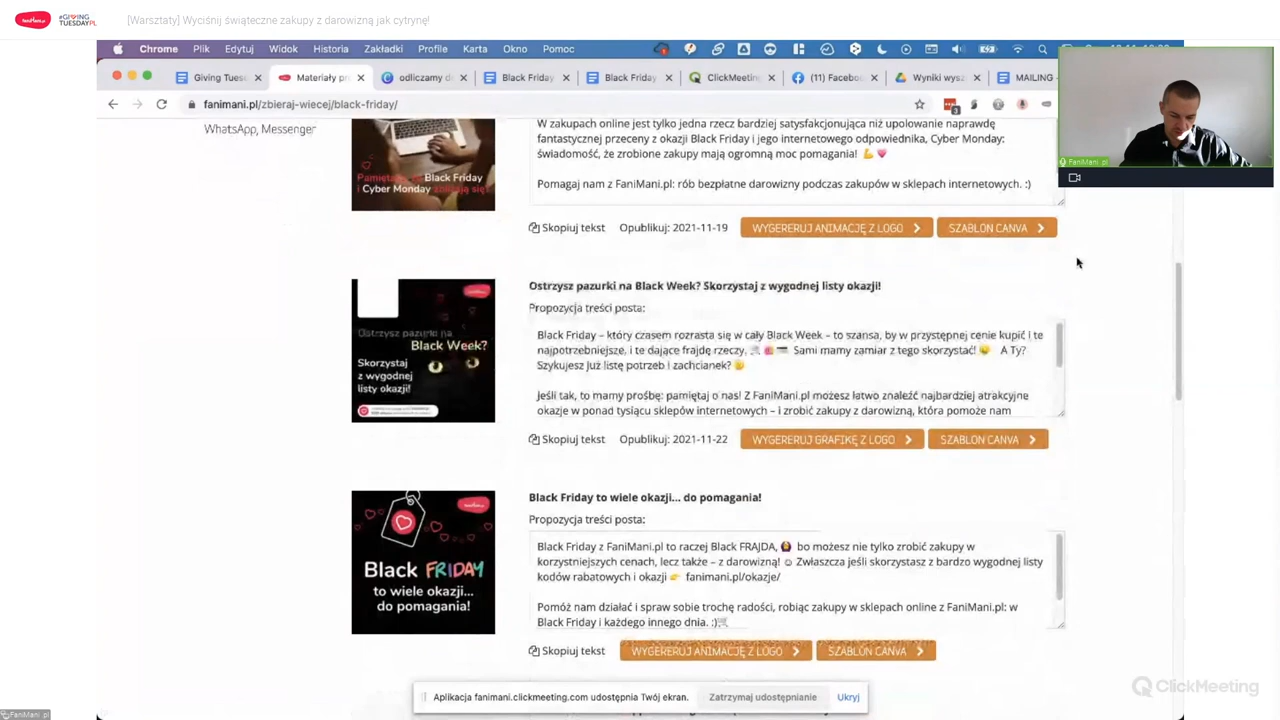 FaniMani.pl
#GIVING
TUESDAYPL
[Warsztaty] Wyciśnij świąteczne zakupy z darowizną jak cytrynę!
Chrome Plik Edytuj Widok Historia Zakładki Profile Karta Okno Pomoc
Giving Tues
Materiały pr
odliczamy do
Black Friday
Black Friday
ClickMeeting
(11) Faceboo
Wyniki wysz
MAILING -
fanimani.pl/zbieraj-wiecej/black-friday/
FaniMani .pl
WhatsApp, Messenger
Black Friday
i Cyber Monday
W zakupach online jest tylko jedna rzecz bardziej satysfakcjonująca niż upolowanie naprawdę
fantastycznej przeceny z okazji Black Friday i jego internetowego odpowiednika, Cyber Monday:
świadomość, że zrobione zakupy mają ogromną moc pomagania! 💪 💗
Pomagaj nam z FaniMani.pl: rób bezpłatne darowizny podczas zakupów w sklepach internetowych. :)
Skopiuj tekst Opublikuj: 2021-11-19 WYGERERUJ ANIMACJĘ Z LOGO SZABLON CANVA
Ostrzysz pazurki na
Black Week?
Skorzystaj
z wygodnej
listy okazji!
Ostrzysz pazurki na Black Week? Skorzystaj z wygodnej listy okazji!
Propozycja treści posta:
Black Friday – który czasem rozrasta się w cały Black Week – to szansa, by w przystępnej cenie kupić i te
najpotrzebniejsze, i te dające frajdę rzeczy. Sami mamy zamiar z tego skorzystać! A Ty?
Szykujesz już listę potrzeb i zachcianek?
Jeśli tak, to mamy prośbę: pamiętaj o nas! Z FaniMani.pl możesz łatwo znaleźć najbardziej atrakcyjne
okazje w ponad tysiącu sklepów internetowych – i zrobić zakupy z darowizną, która pomoże nam
Skopiuj tekst Opublikuj: 2021-11-22 WYGERERUJ GRAFIKĘ Z LOGO SZABLON CANVA
Black FRIDAY
to wiele okazji...
do pomagania!
Black Friday to wiele okazji... do pomagania!
Propozycja treści posta:
Black Friday z FaniMani.pl to raczej Black FRAJDA, bo możesz nie tylko zrobić zakupy w
korzystniejszych cenach, lecz także – z darowizną! Zwłaszcza jeśli skorzystasz z bardzo wygodnej listy
kodów rabatowych i okazji 👉 fanimani.pl/okazje/
Pomóż nam działać i spraw sobie trochę radości, robiąc zakupy w sklepach online z FaniMani.pl: w
Black Friday i każdego innego dnia. :)
Skopiuj tekst WYGERERUJ ANIMACJĘ Z LOGO SZABLON CANVA
Aplikacja fanimani.clickmeeting.com udostępnia Twój ekran. Zatrzymaj udostępnianie Ukryj
ClickMeeting
FaniMani .pl